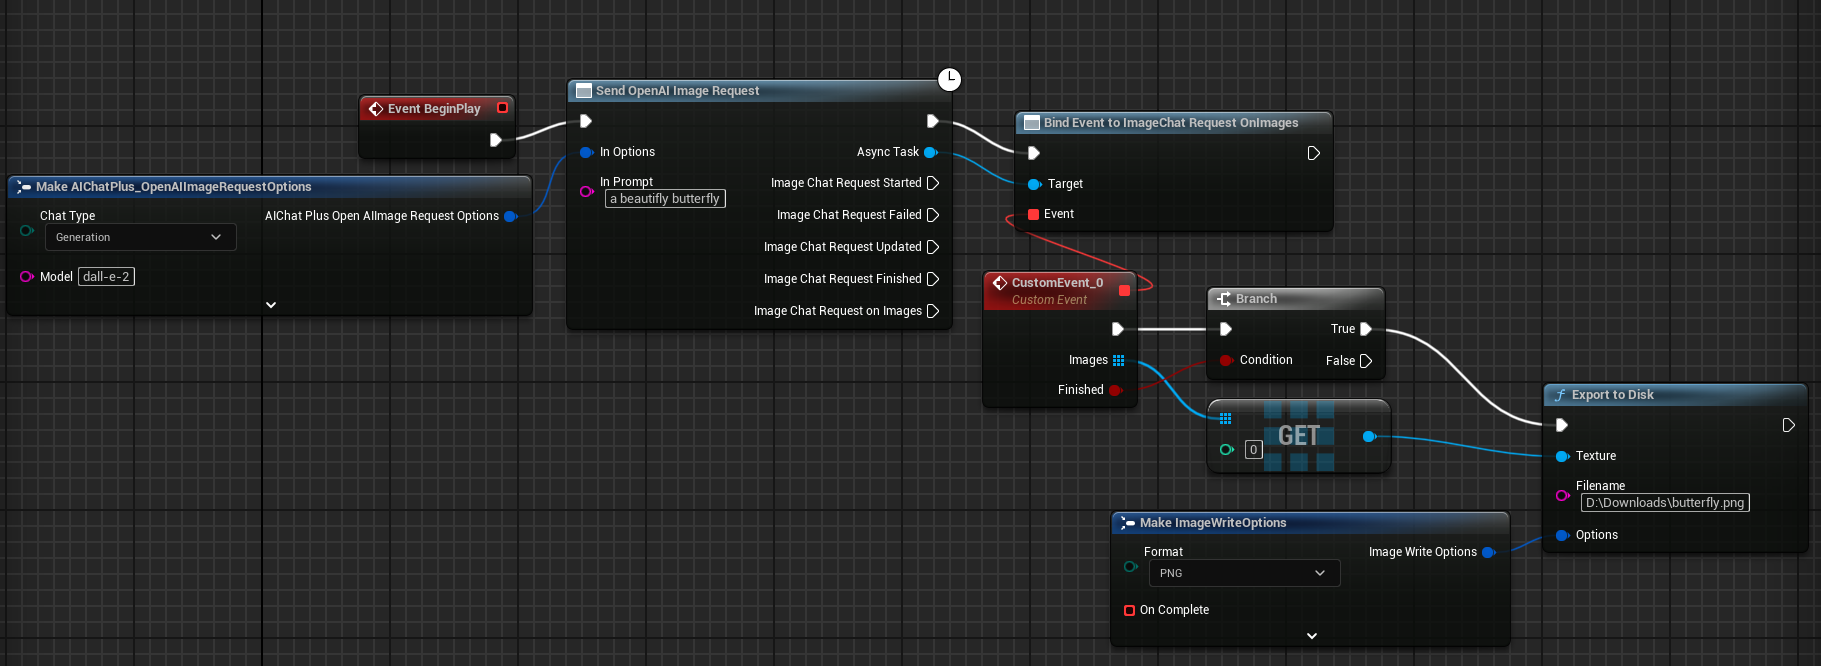 Event BeginPlay
Make AIChatPlus_OpenAIImageRequestOptions
Chat Type
AIChat Plus Open AIImage Request Options
Generation
Model dall-e-2
Send OpenAI Image Request
In Options
Async Task
In Prompt
a beautifly butterfly
Image Chat Request Started
Image Chat Request Failed
Image Chat Request Updated
Image Chat Request Finished
Image Chat Request on Images
Bind Event to ImageChat Request OnImages
Target
Event
CustomEvent_0
Custom Event
Images
Finished
Branch
True
Condition
False
GET
0
Export to Disk
Texture
Filename
D:\Downloads\butterfly.png
Options
Make ImageWriteOptions
Format
Image Write Options
PNG
On Complete